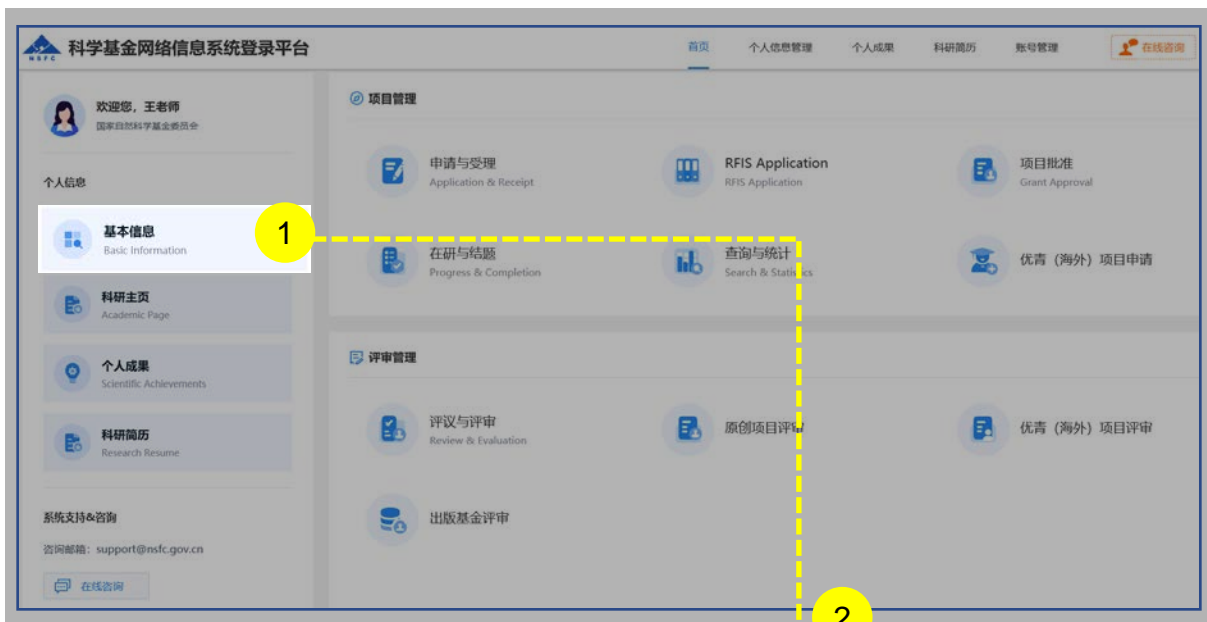 NSFC
科学基金网络信息系统登录平台
首页 个人信息管理 个人成果 科研简历 账号管理 在线咨询
欢迎您，王老师
国家自然科学基金委员会
个人信息
基本信息
Basic Information
1
科研主页
Academic Page
个人成果
Scientific Achievements
科研简历
Research Resume
系统支持&咨询
咨询邮箱：support@nsfc.gov.cn
在线咨询
项目管理
申请与受理
Application & Receipt
RFIS Application
RFIS Application
项目批准
Grant Approval
在研与结题
Progress & Completion
查询与统计
Search & Statistics
优青（海外）项目申请
评审管理
评议与评审
Review & Evaluation
原创项目评审
优青（海外）项目评审
出版基金评审
2